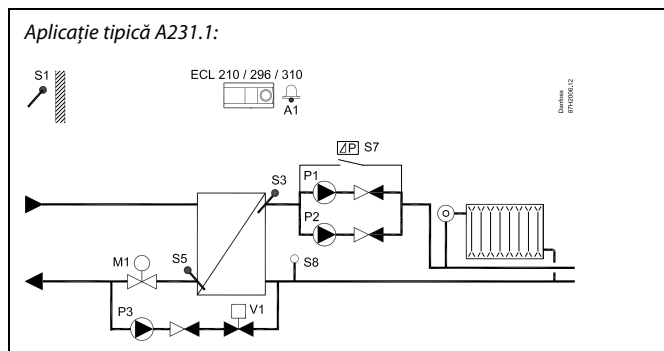 Aplicație tipică A231.1:
S1
ECL 210 / 296 / 310
A1
Danfoss
87H2006.12
⊿P S7
P1
S3
P2
M1
S5
S8
P3
V1